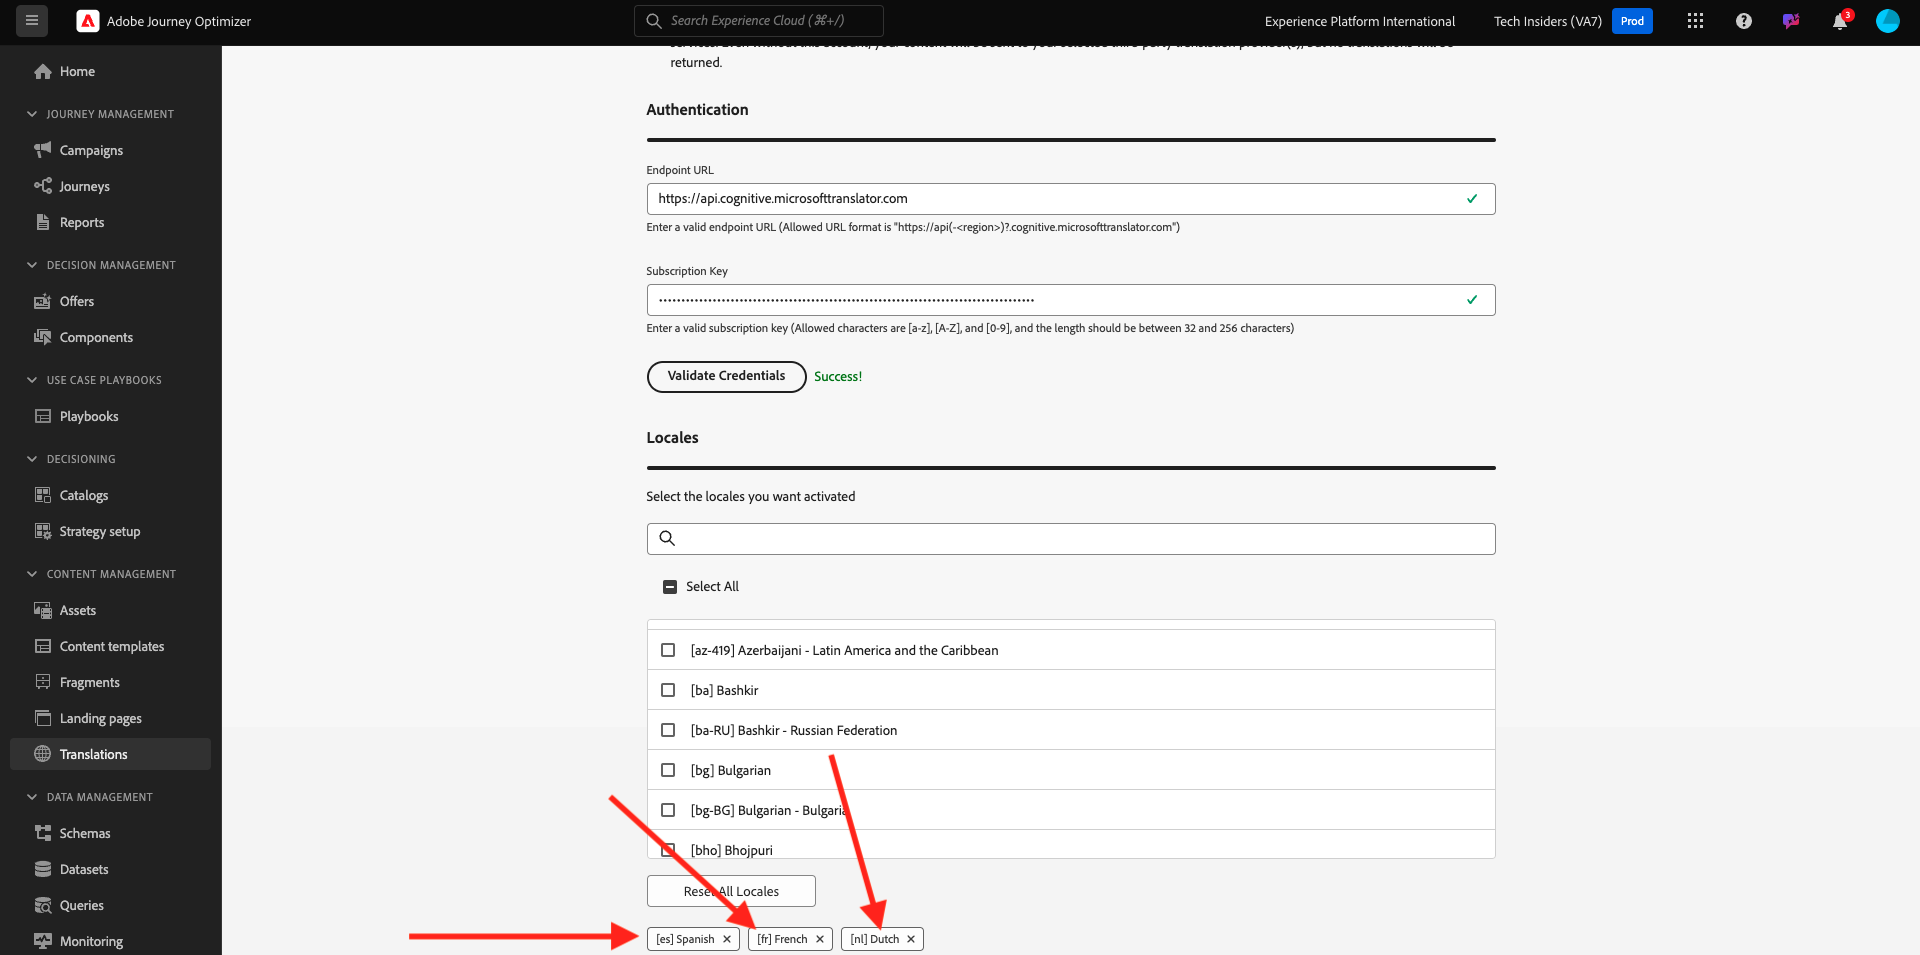 Adobe Journey Optimizer
Search Experience Cloud (⌘+/)
Experience Platform International
Tech Insiders (VA7)
Prod
3
Home
JOURNEY MANAGEMENT
Campaigns
Journeys
Reports
DECISION MANAGEMENT
Offers
Components
USE CASE PLAYBOOKS
Playbooks
DECISIONING
Catalogs
Strategy setup
CONTENT MANAGEMENT
Assets
Content templates
Fragments
Landing pages
Translations
DATA MANAGEMENT
Schemas
Datasets
Queries
Monitoring
returned.
Authentication
Endpoint URL
https://api.cognitive.microsofttranslator.com
Enter a valid endpoint URL (Allowed URL format is "https://api(-<region>)?.cognitive.microsofttranslator.com")
Subscription Key
Enter a valid subscription key (Allowed characters are [a-z], [A-Z], and [0-9], and the length should be between 32 and 256 characters)
Validate Credentials
Success!
Locales
Select the locales you want activated
Select All
[az-419] Azerbaijani - Latin America and the Caribbean
[ba] Bashkir
[ba-RU] Bashkir - Russian Federation
[bg] Bulgarian
[bg-BG] Bulgarian - Bulgaria
[bho] Bhojpuri
Reset All Locales
[es] Spanish
[fr] French
[nl] Dutch